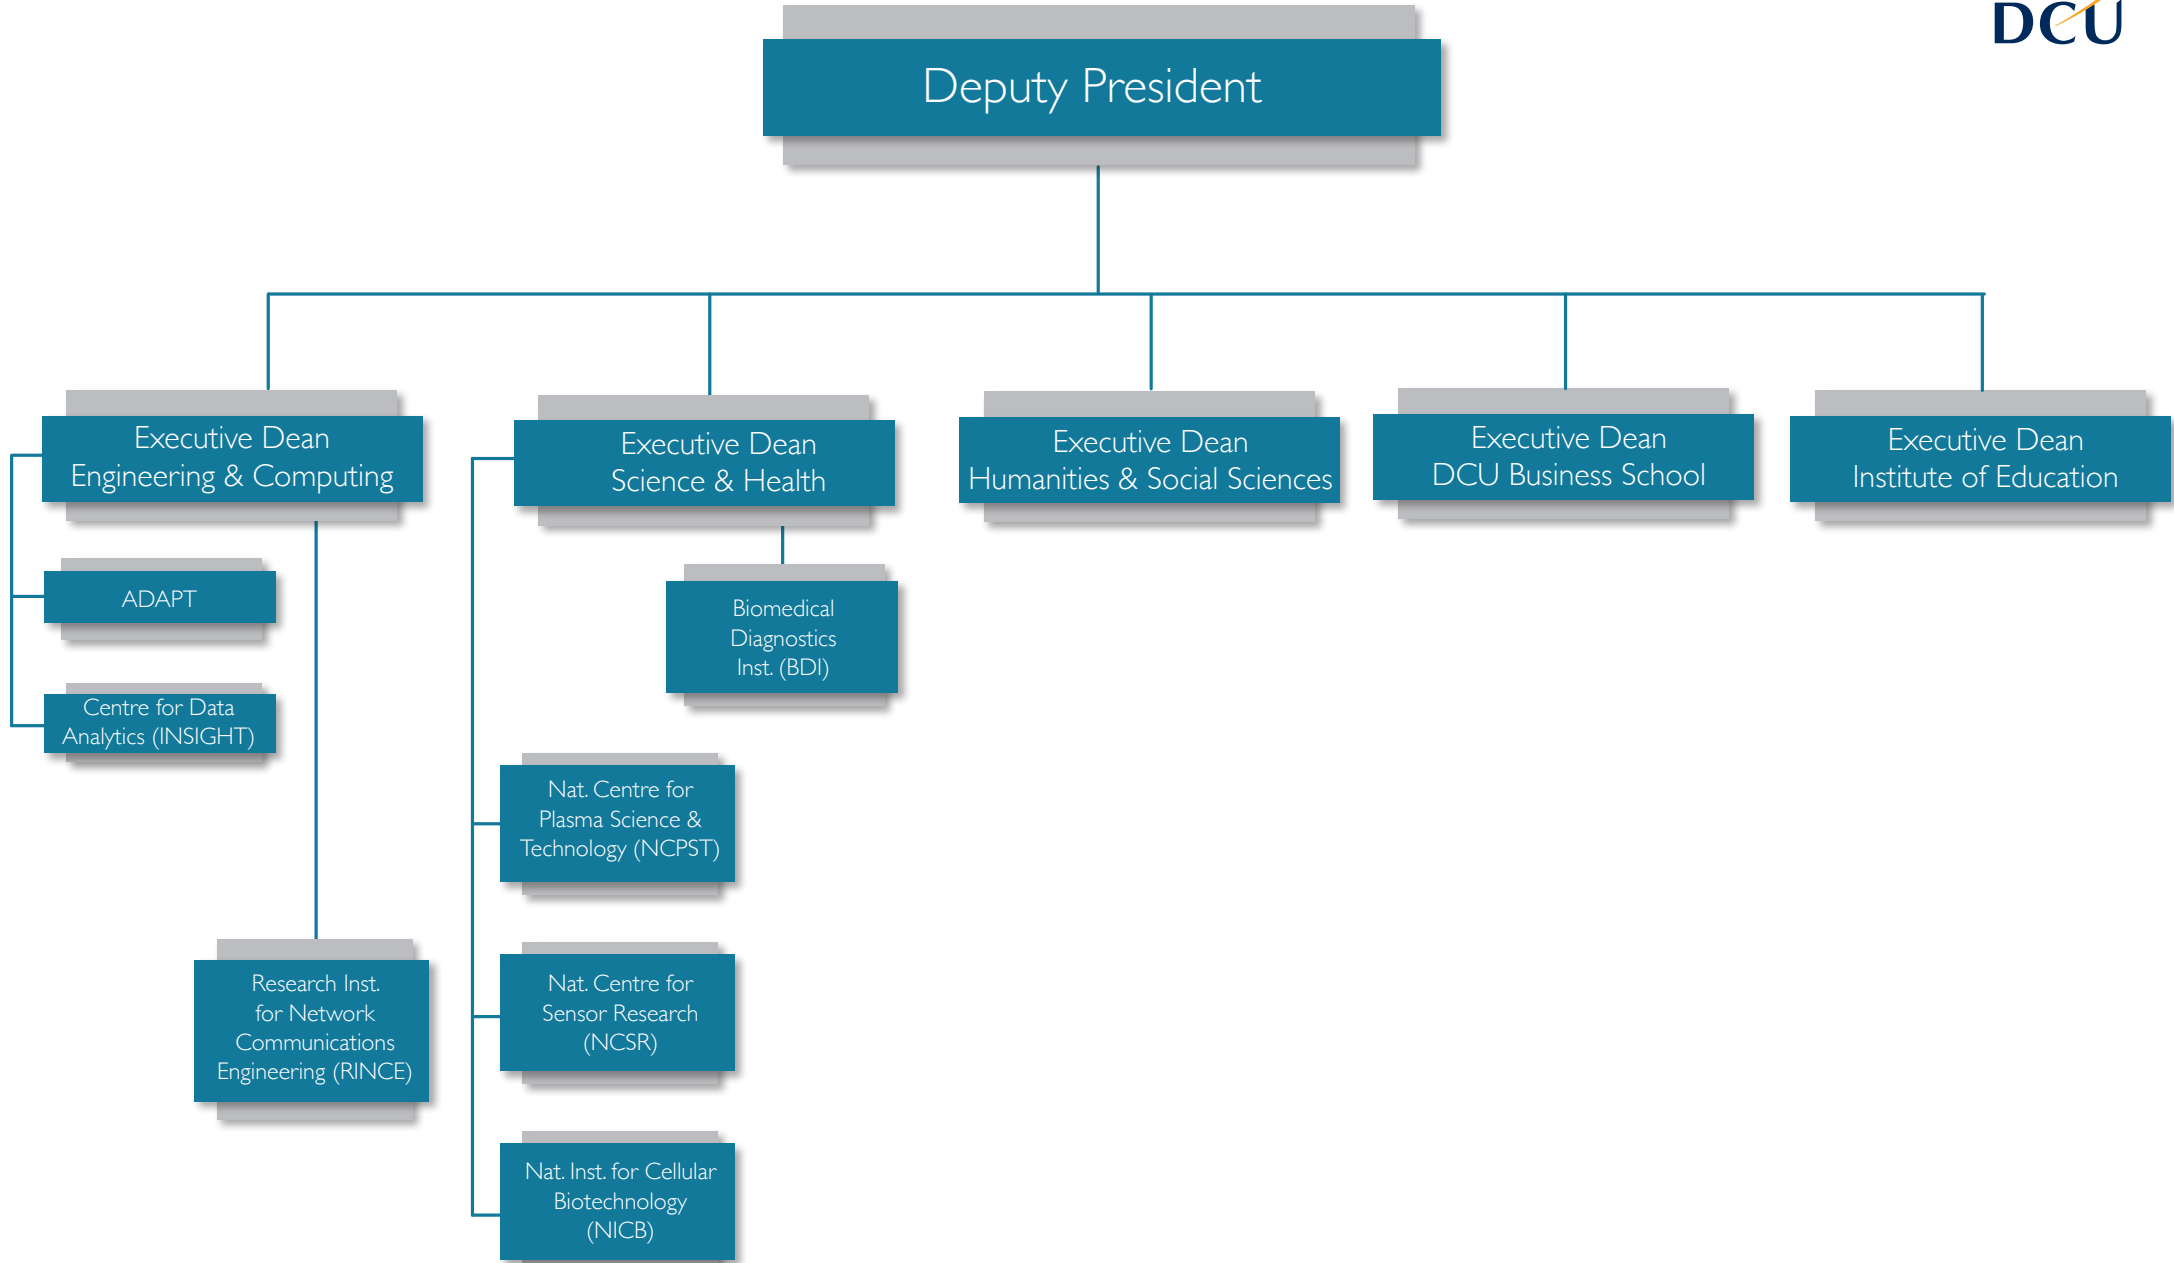 DCU
Deputy President
Executive Dean
Engineering & Computing
Executive Dean
Science & Health
Executive Dean
Humanities & Social Sciences
Executive Dean
DCU Business School
Executive Dean
Institute of Education
ADAPT
Centre for Data
Analytics (INSIGHT)
Research Inst.
for Network
Communications
Engineering (RINCE)
Biomedical
Diagnostics
Inst. (BDI)
Nat. Centre for
Plasma Science &
Technology (NCPST)
Nat. Centre for
Sensor Research
(NCSR)
Nat. Inst. for Cellular
Biotechnology
(NICB)